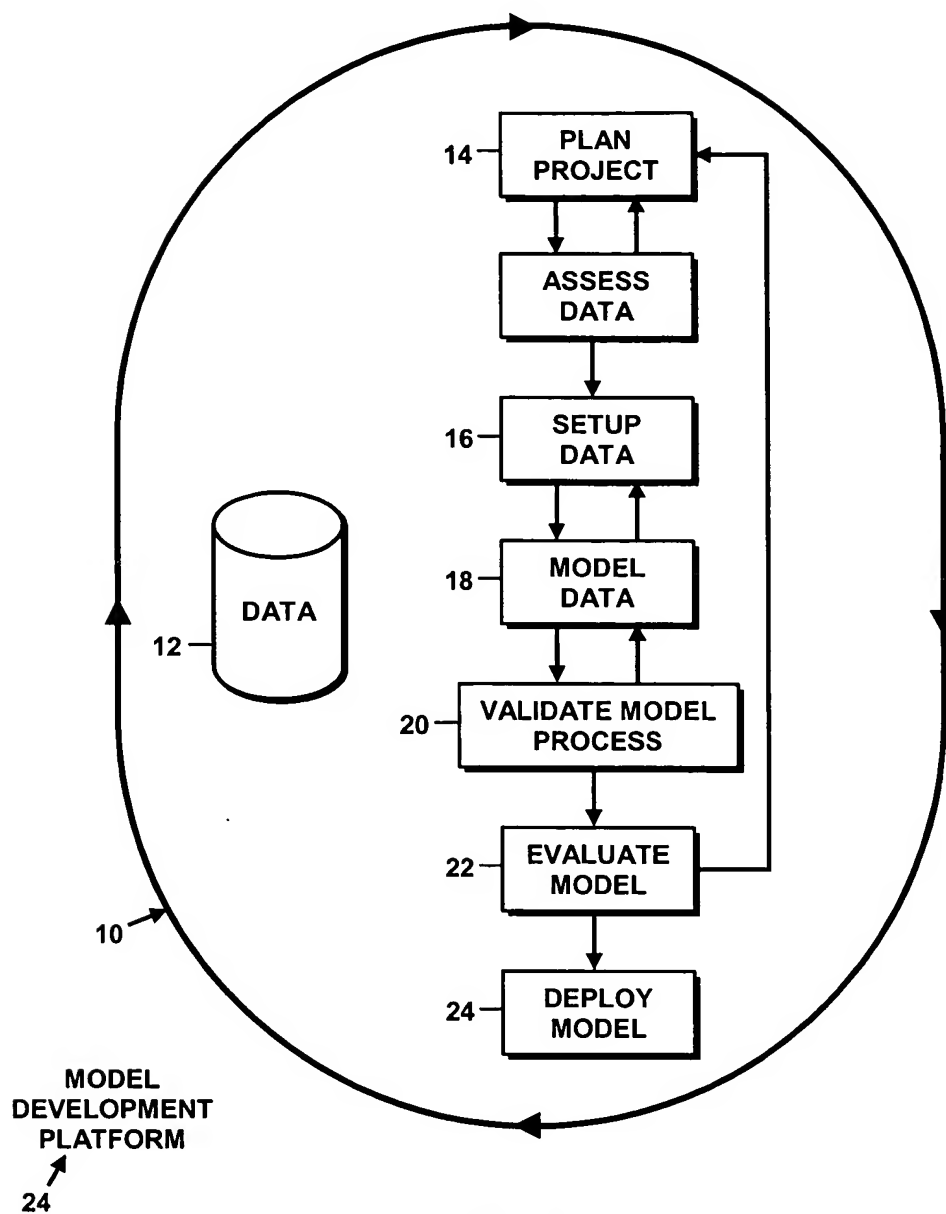 14
PLAN
PROJECT
ASSESS
DATA
16
SETUP
DATA
18
MODEL
DATA
DATA
12
20
VALIDATE MODEL
PROCESS
22
EVALUATE
MODEL
10
24
DEPLOY
MODEL
MODEL
DEVELOPMENT
PLATFORM
24